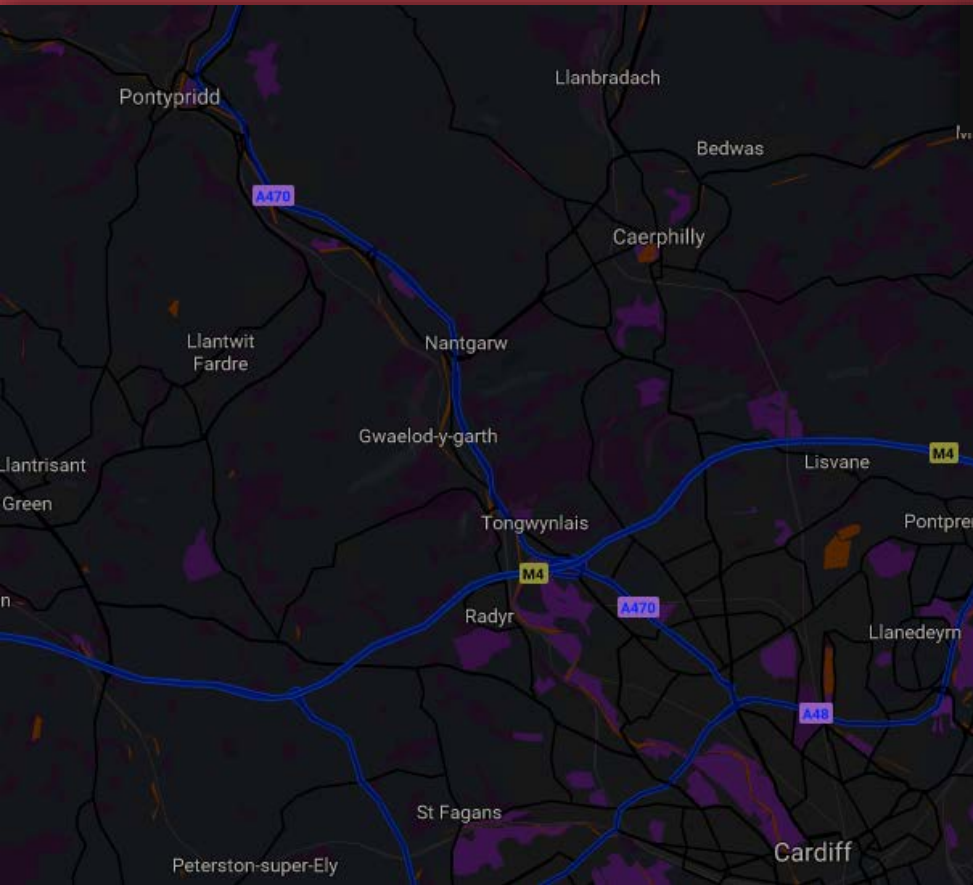 Llanbradach
Pontypridd
Bedwas
A470
Caerphilly
Llantwit
Fardre
Nantgarw
Gwaelod-y-garth
M4
Lisvane
Llantrisant
Green
Tongwynlais
Pontpre
M4
A470
Radyr
Llanedeyrn
A48
St Fagans
Cardiff
Peterston-super-Ely